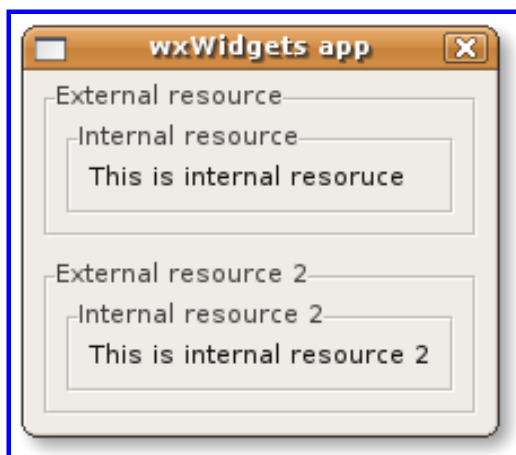 wxWidgets app
External resource
Internal resource
This is internal resoruce
External resource 2
Internal resource 2
This is internal resource 2